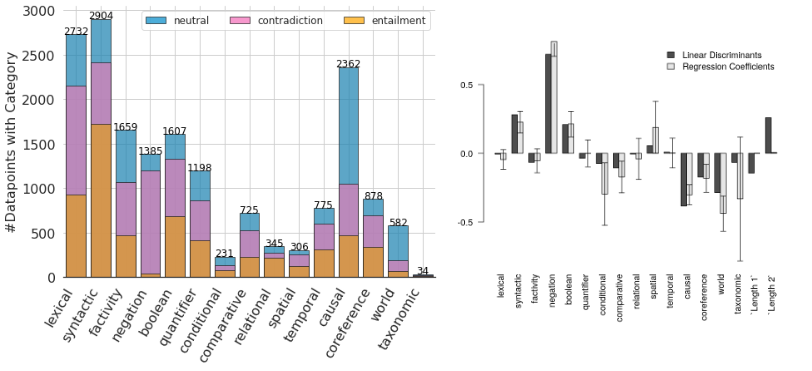 #Datapoints with Category
3000
2500
2000
1500
1000
500
0
neutral contradiction entailment
2732
2904
1659
1385
1607
1198
231
725
345
306
775
2362
878
582
34
lexical
syntactic
factivity
negation
boolean
quantifier
conditional
comparative
relational
spatial
temporal
causal
coreference
world
taxonomic
Linear Discriminants
Regression Coefficients
0.5
0.0
-0.5
lexical
syntactic
factivity
negation
boolean
quantifier
conditional
comparative
relational
spatial
temporal
causal
coreference
world
taxonomic
`Length 1`
`Length 2`